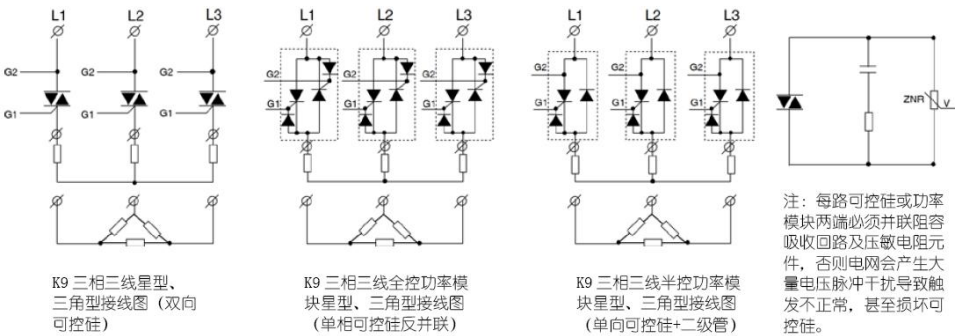 L1 L2 L3
G2 G2 G2
G1 G1 G1
K9 三相三线星型、
三角型接线图（双向
可控硅）
L1 L2 L3
G2 G2 G2
G1 G1 G1
K9 三相三线全控功率模
块星型、三角型接线图
（单相可控硅反并联）
L1 L2 L3
G2 G2 G2
G1 G1 G1
K9 三相三线半控功率模
块星型、三角型接线图
（单向可控硅+二级管）
ZNR V
注：每路可控硅或功率
模块两端必须并联阻容
吸收回路及压敏电阻元
件，否则电网会产生大
量电压脉冲干扰导致触
发不正常，甚至损坏可
控硅。